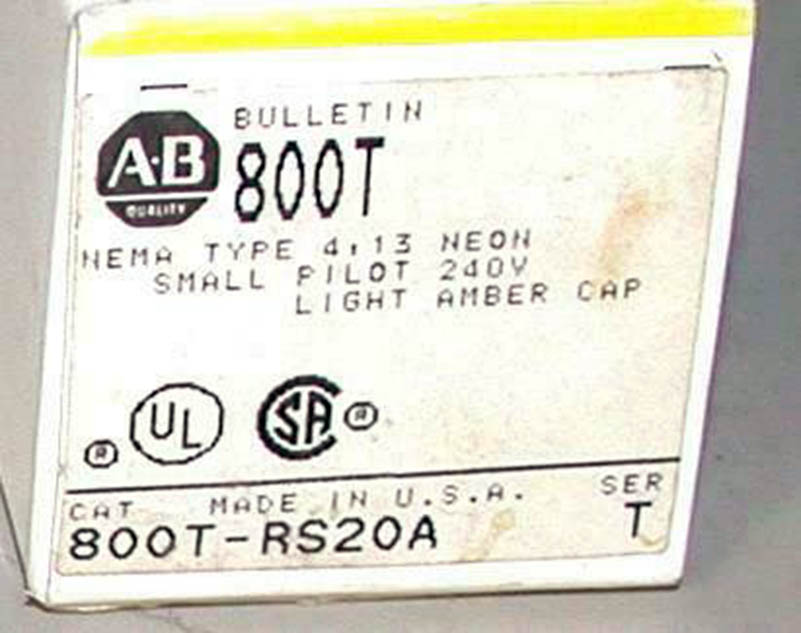 A·B
QUALITY
BULLETIN
800T
NEMA TYPE 4,13 NEON
SMALL PILOT 240V
LIGHT AMBER CAP
® UL SA ®
CAT MADE IN U.S.A. SER
800T-RS20A T